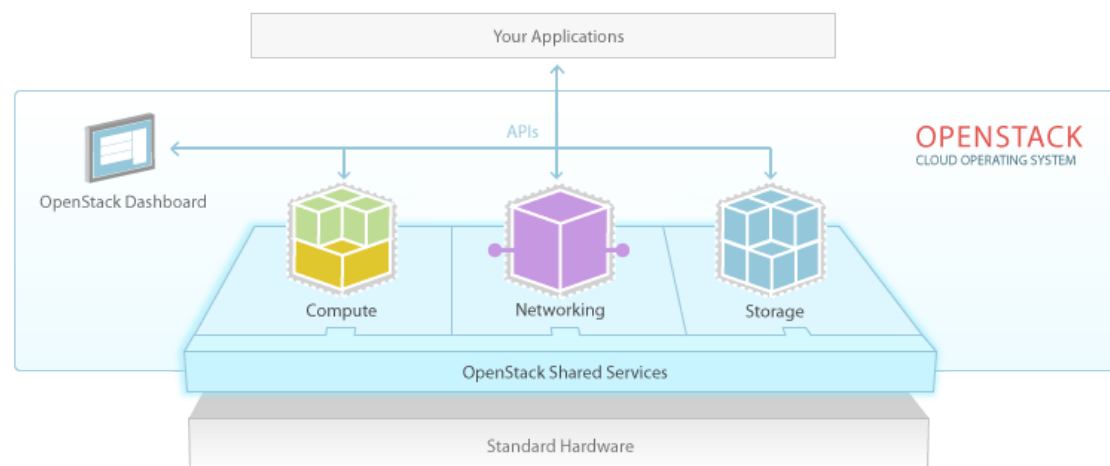 Your Applications
APIs
OPENSTACK
CLOUD OPERATING SYSTEM
OpenStack Dashboard
Compute
Networking
Storage
OpenStack Shared Services
Standard Hardware